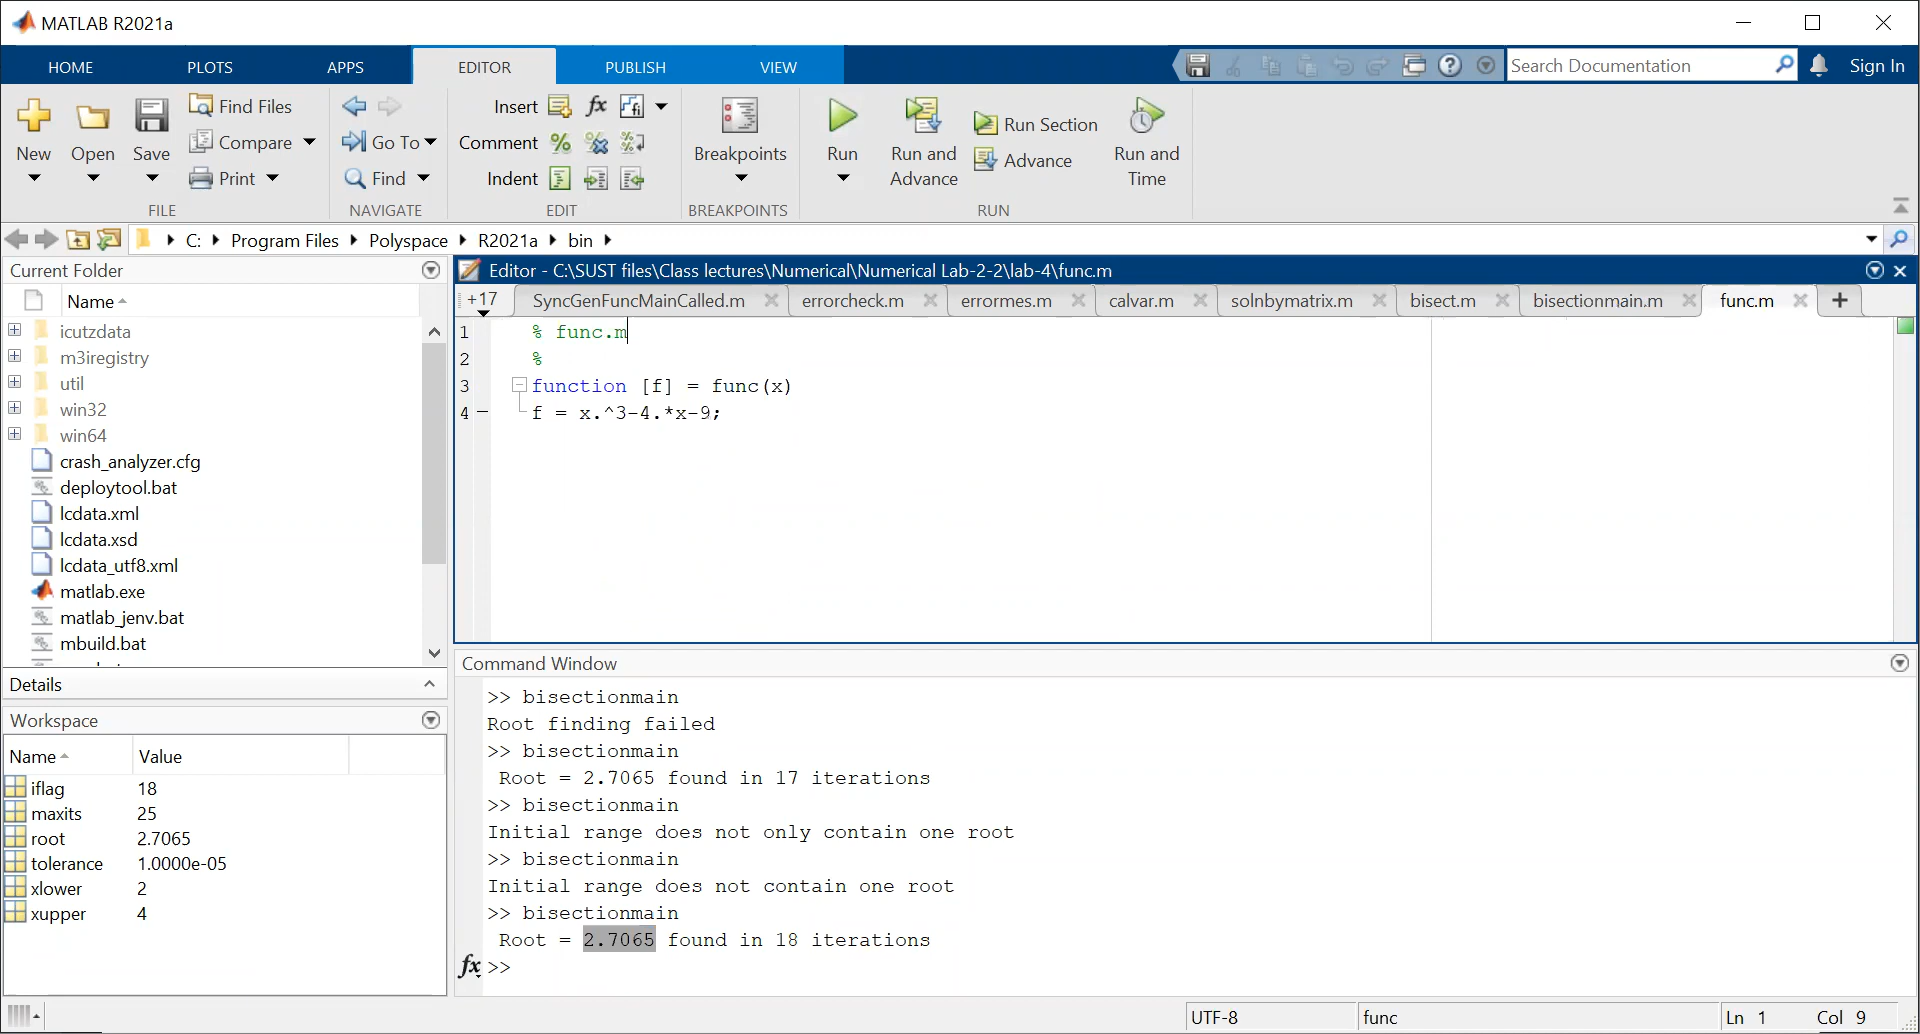 MATLAB R2021a
HOME PLOTS APPS EDITOR PUBLISH VIEW Search Documentation Sign In
New Open Save Find Files Compare Print
FILE
Go To Find
NAVIGATE
Insert fx fi
Comment % % %
Indent
EDIT
Breakpoints
BREAKPOINTS
Run
Run and Advance
Run Section
Advance
Run and Time
RUN
C: Program Files Polyspace R2021a bin
Current Folder
Name
icutzdata
m3iregistry
util
win32
win64
crash_analyzer.cfg
deploytool.bat
lcdata.xml
lcdata.xsd
lcdata_utf8.xml
matlab.exe
matlab_jenv.bat
mbuild.bat
Details
Workspace
Name Value
iflag 18
maxits 25
root 2.7065
tolerance 1.0000e-05
xlower 2
xupper 4
Editor - C:\SUST files\Class lectures\Numerical\Numerical Lab-2-2\lab-4\func.m
+17 SyncGenFuncMainCalled.m errorcheck.m errormes.m calvar.m solnbymatrix.m bisect.m bisectionmain.m func.m +
1 % func.m
2 %
3 function [f] = func(x)
4 f = x.^3-4.*x-9;
Command Window
>> bisectionmain
Root finding failed
>> bisectionmain
Root = 2.7065 found in 17 iterations
>> bisectionmain
Initial range does not only contain one root
>> bisectionmain
Initial range does not contain one root
>> bisectionmain
Root = 2.7065 found in 18 iterations
fx >>
UTF-8 func Ln 1 Col 9